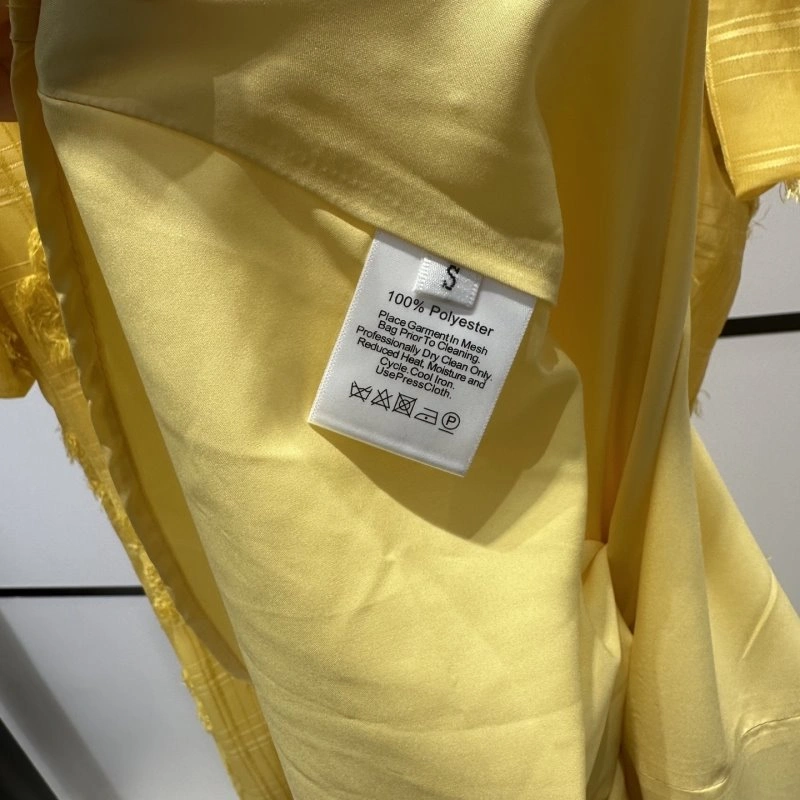 S
100% Polyester
Place Garment In Mesh
Bag Prior To Cleaning.
Professionally Dry Clean Only.
Reduced Heat, Moisture and
Cycle. Cool Iron.
UsePressCloth.
P